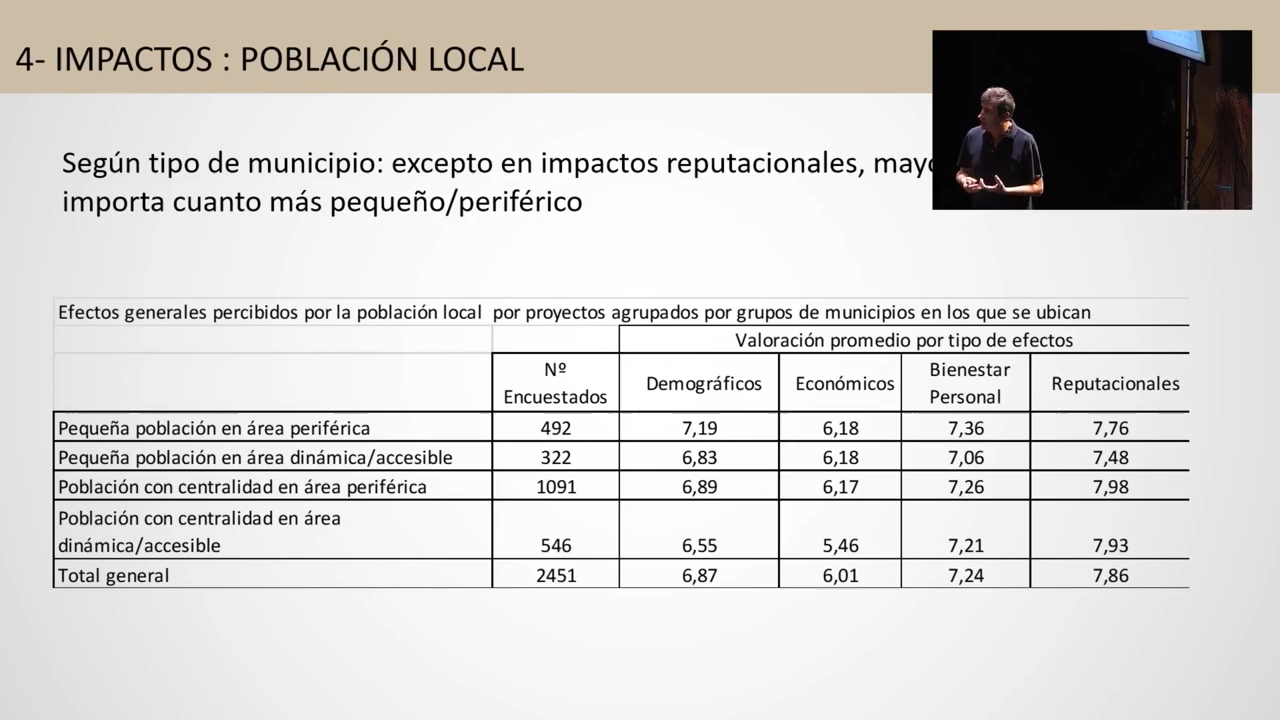 4- IMPACTOS : POBLACIÓN LOCAL
Según tipo de municipio: excepto en impactos reputacionales,
importa cuanto más pequeño/periférico
Efectos generales percibidos por la población local por proyectos agrupados por grupos de municipios en los que se ubican
Valoración promedio por tipo de efectos
Nº Encuestados Demográficos Económicos Bienestar Personal Reputacionales
Pequeña población en área periférica 492 7,19 6,18 7,36 7,76
Pequeña población en área dinámica/accesible 322 6,83 6,18 7,06 7,48
Población con centralidad en área periférica 1091 6,89 6,17 7,26 7,98
Población con centralidad en área
dinámica/accesible 546 6,55 5,46 7,21 7,93
Total general 2451 6,87 6,01 7,24 7,86